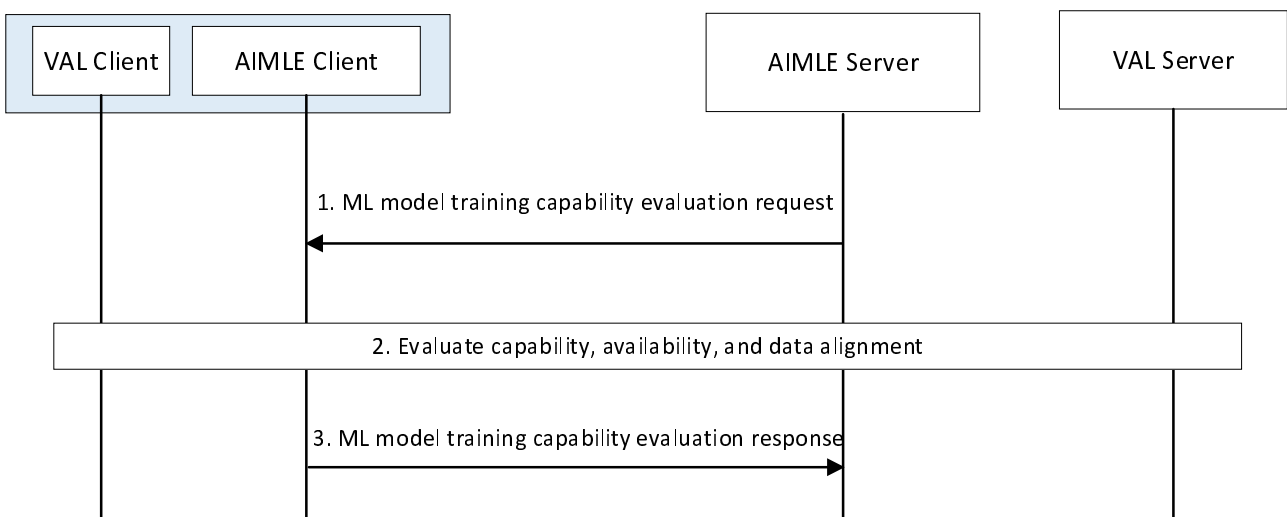 VAL Client
AIMLE Client
AIMLE Server
VAL Server
1. ML model training capability evaluation request
2. Evaluate capability, availability, and data alignment
3. ML model training capability evaluation response